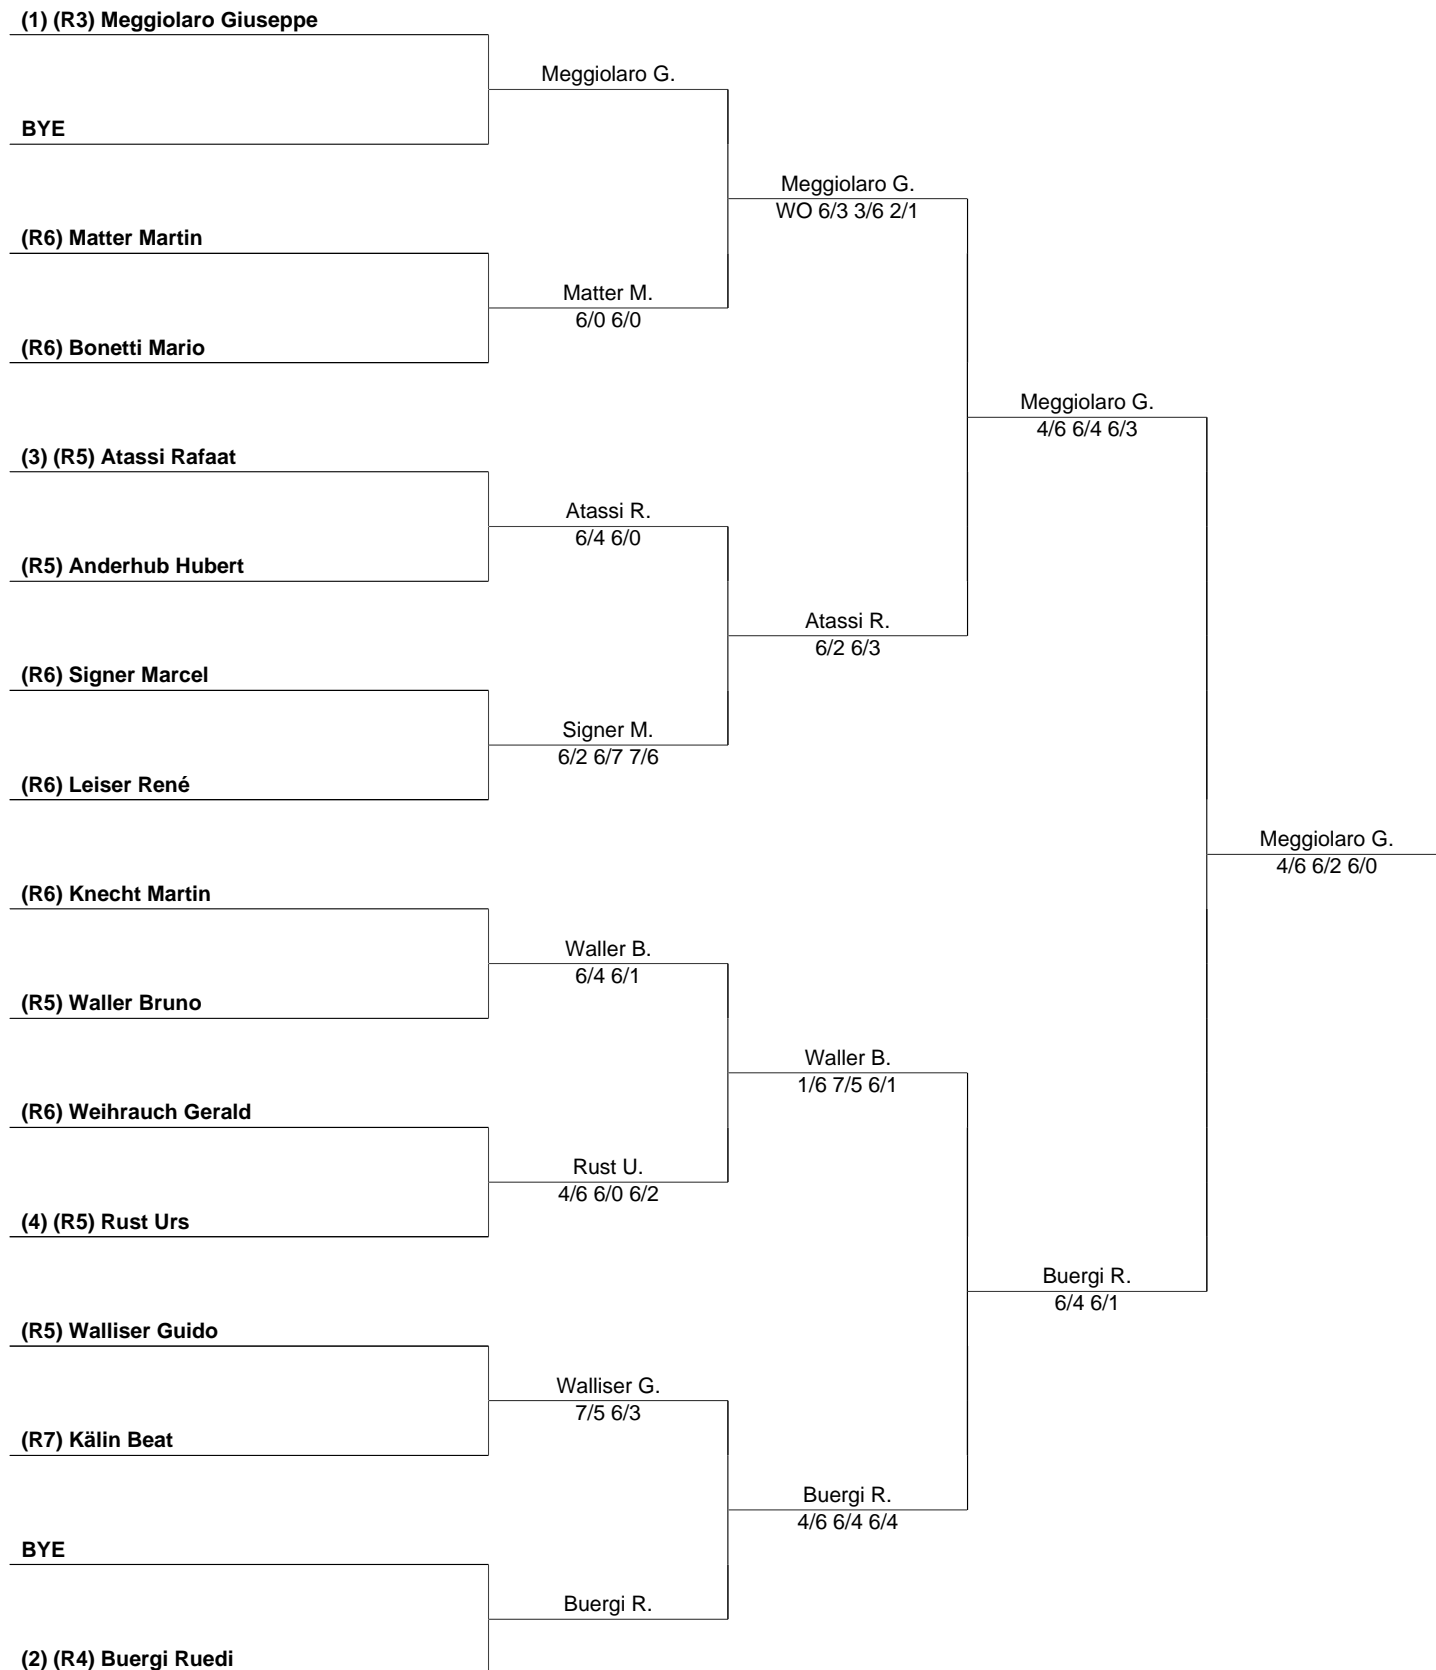 (1) (R3) Meggiolaro Giuseppe
Meggiolaro G.
BYE
Meggiolaro G.
WO 6/3 3/6 2/1
(R6) Matter Martin
Matter M.
6/0 6/0
(R6) Bonetti Mario
Meggiolaro G.
4/6 6/4 6/3
(3) (R5) Atassi Rafaat
Atassi R.
6/4 6/0
(R5) Anderhub Hubert
Atassi R.
6/2 6/3
(R6) Signer Marcel
Signer M.
6/2 6/7 7/6
(R6) Leiser René
Meggiolaro G.
4/6 6/2 6/0
(R6) Knecht Martin
Waller B.
6/4 6/1
(R5) Waller Bruno
Waller B.
1/6 7/5 6/1
(R6) Weihrauch Gerald
Rust U.
4/6 6/0 6/2
(4) (R5) Rust Urs
Buergi R.
6/4 6/1
(R5) Walliser Guido
Walliser G.
7/5 6/3
(R7) Kälin Beat
Buergi R.
4/6 6/4 6/4
BYE
Buergi R.
(2) (R4) Buergi Ruedi